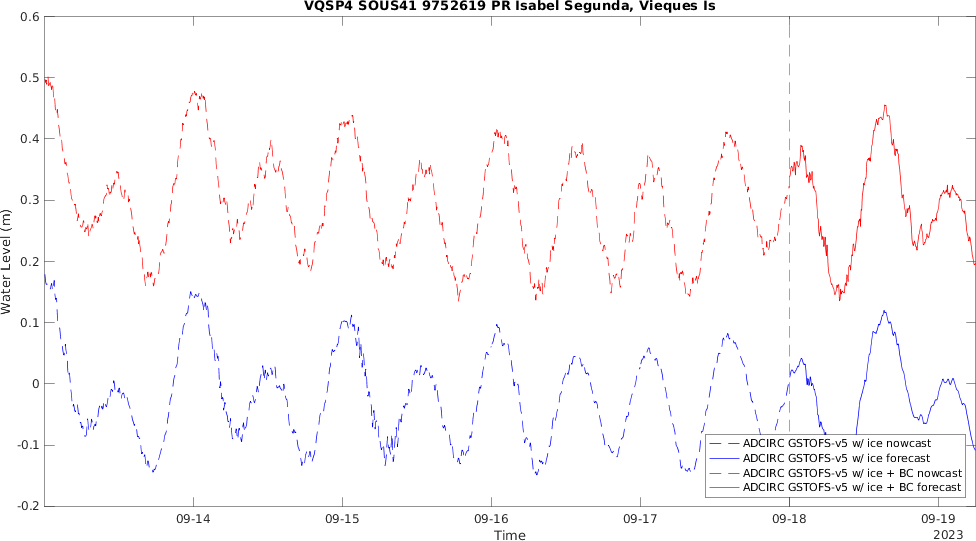 VQSP4 SOUS41 9752619 PR Isabel Segunda, Vieques Is
0.6
0.5
0.4
0.3
0.2
0.1
0
-0.1
-0.2
Water Level (m)
09-14
09-15
09-16
09-17
09-18
09-19
Time
2023
ADCIRC GSTOFS-v5 w/ ice nowcast
ADCIRC GSTOFS-v5 w/ ice forecast
ADCIRC GSTOFS-v5 w/ ice + BC nowcast
ADCIRC GSTOFS-v5 w/ ice + BC forecast